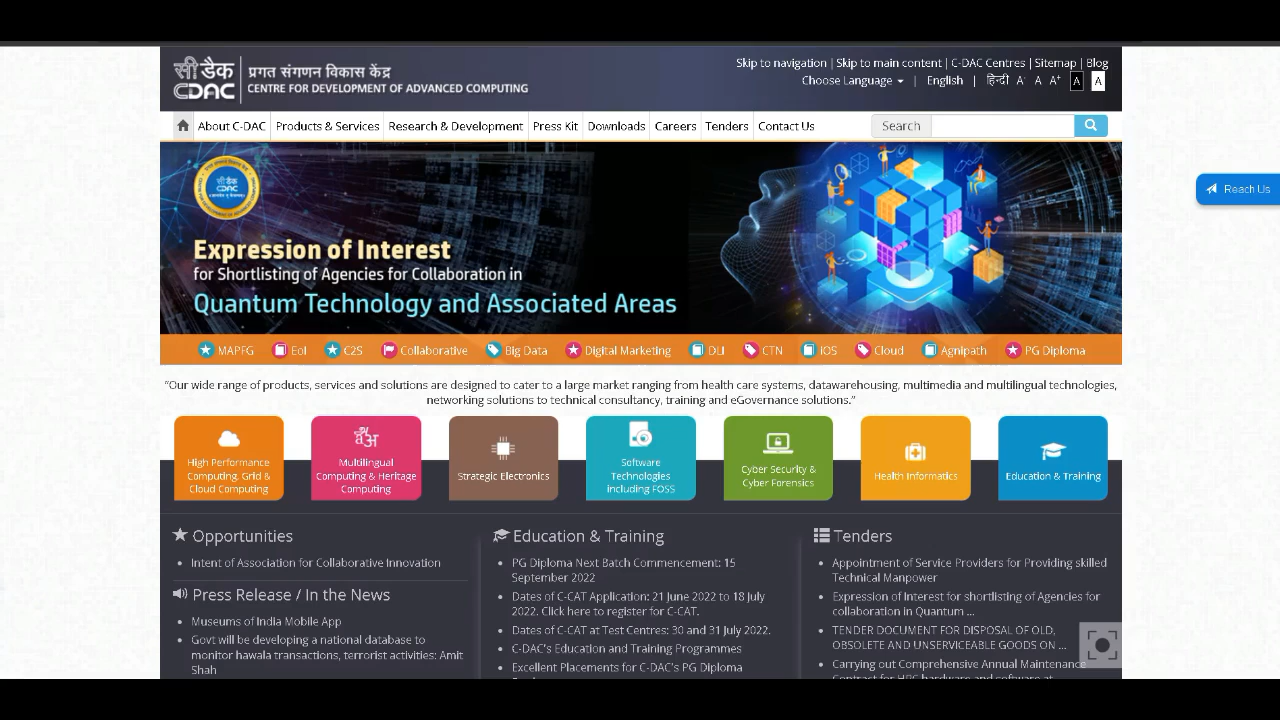 सी डैक
CDAC
प्रगत संगणन विकास केंद्र
CENTRE FOR DEVELOPMENT OF ADVANCED COMPUTING
Skip to navigation | Skip to main content | C-DAC Centres | Sitemap | Blog
Choose Language | English | हिन्दी A- A A+ A A
About C-DAC Products & Services Research & Development Press Kit Downloads Careers Tenders Contact Us Search
Reach Us
सी डैक
CDAC
Expression of Interest
for Shortlisting of Agencies for Collaboration in
Quantum Technology and Associated Areas
MAPFG EoI C2S Collaborative Big Data Digital Marketing DLI CTN IOS Cloud Agnipath PG Diploma
“Our wide range of products, services and solutions are designed to cater to a large market ranging from health care systems, datawarehousing, multimedia and multilingual technologies,
networking solutions to technical consultancy, training and eGovernance solutions.”
High Performance
Computing, Grid &
Cloud Computing
Multilingual
Computing & Heritage
Computing
Strategic Electronics
Software
Technologies
including FOSS
Cyber Security &
Cyber Forensics
Health Informatics
Education & Training
Opportunities
Intent of Association for Collaborative Innovation
Press Release / In the News
Museums of India Mobile App
Govt will be developing a national database to
monitor hawala transactions, terrorist activities: Amit
Shah
Education & Training
PG Diploma Next Batch Commencement: 15
September 2022
Dates of C-CAT Application: 21 June 2022 to 18 July
2022. Click here to register for C-CAT.
Dates of C-CAT at Test Centres: 30 and 31 July 2022.
C-DAC's Education and Training Programmes
Excellent Placements for C-DAC's PG Diploma
Tenders
Appointment of Service Providers for Providing skilled
Technical Manpower
Expression of Interest for shortlisting of Agencies for
collaboration in Quantum ...
TENDER DOCUMENT FOR DISPOSAL OF OLD,
OBSOLETE AND UNSERVICEABLE GOODS ON ...
Carrying out Comprehensive Annual Maintenance
Contract for HPC hardware and software at